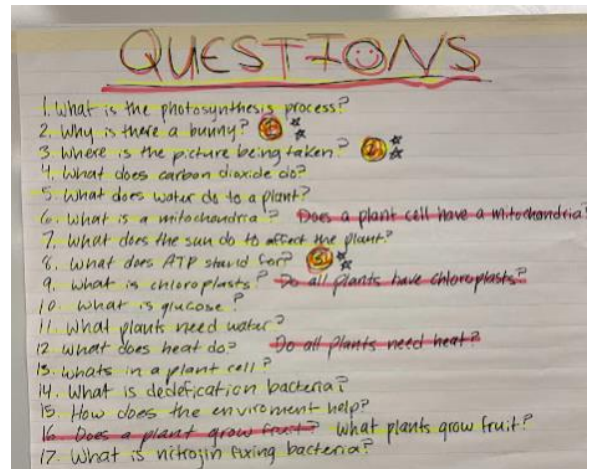 QUESTIONS
1. What is the photosynthesis process?
2. Why is there a bunny? 1
3. Where is the picture being taken? 2
4. What does carbon dioxide do?
5. What does water do to a plant?
6. What is a mitochondria? Does a plant cell have a mitochondria?
7. What does the sun do to affect the plant?
8. What does ATP stand for? 3
9. What is chloroplasts? Do all plants have chloroplasts?
10. What is glucose?
11. What plants need water?
12 What does heat do? Do all plants need heat?
13. Whats in a plant cell?
14. What is dedefication bacteria?
15. How does the enviroment help?
16. Does a plant grow fruit? What plants grow fruit?
17. What is nitrojin fixing bacteria?